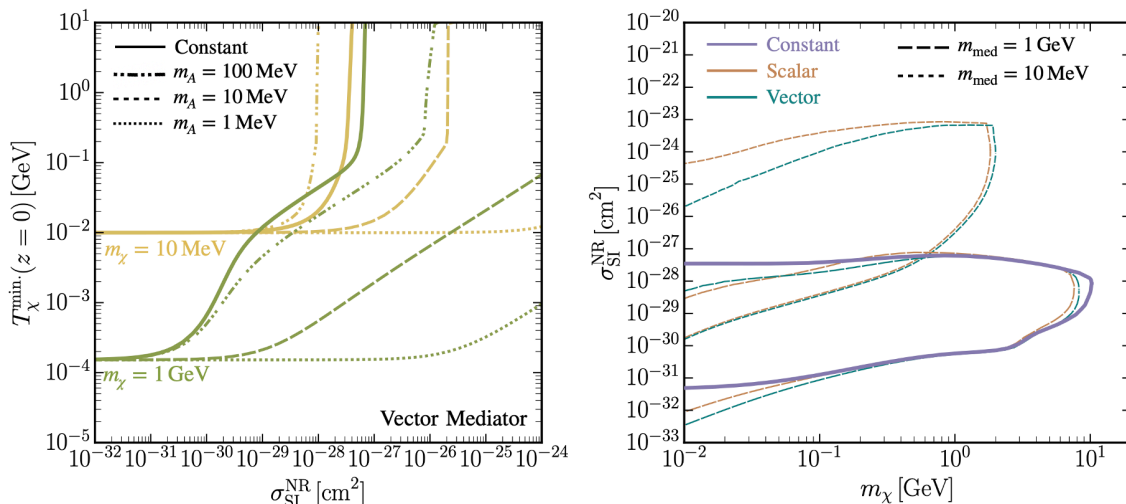 T_χ^min.(z = 0) [GeV]
10^1
10^0
10^−1
10^−2
10^−3
10^−4
10^−5
Constant
m_A = 100 MeV
m_A = 10 MeV
m_A = 1 MeV
m_χ = 10 MeV
m_χ = 1 GeV
Vector Mediator
10^−32 10^−31 10^−30 10^−29 10^−28 10^−27 10^−26 10^−25 10^−24
σ_SI^NR [cm^2]
σ_SI^NR [cm^2]
10^−20
10^−22
10^−23
10^−24
10^−25
10^−26
10^−27
10^−28
10^−29
10^−30
10^−31
10^−32
10^−33
Constant
Scalar
Vector
m_med = 1 GeV
m_med = 10 MeV
10^−2 10^−1 10^0 10^1
m_χ [GeV]